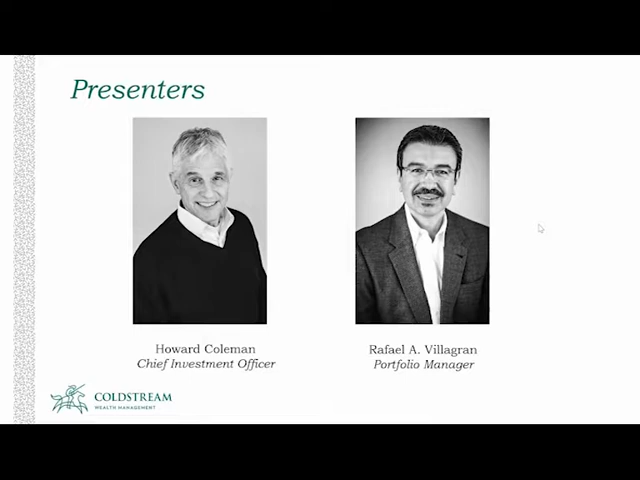 Presenters
Howard Coleman
Chief Investment Officer
Rafael A. Villagran
Portfolio Manager
COLDSTREAM
WEALTH MANAGEMENT